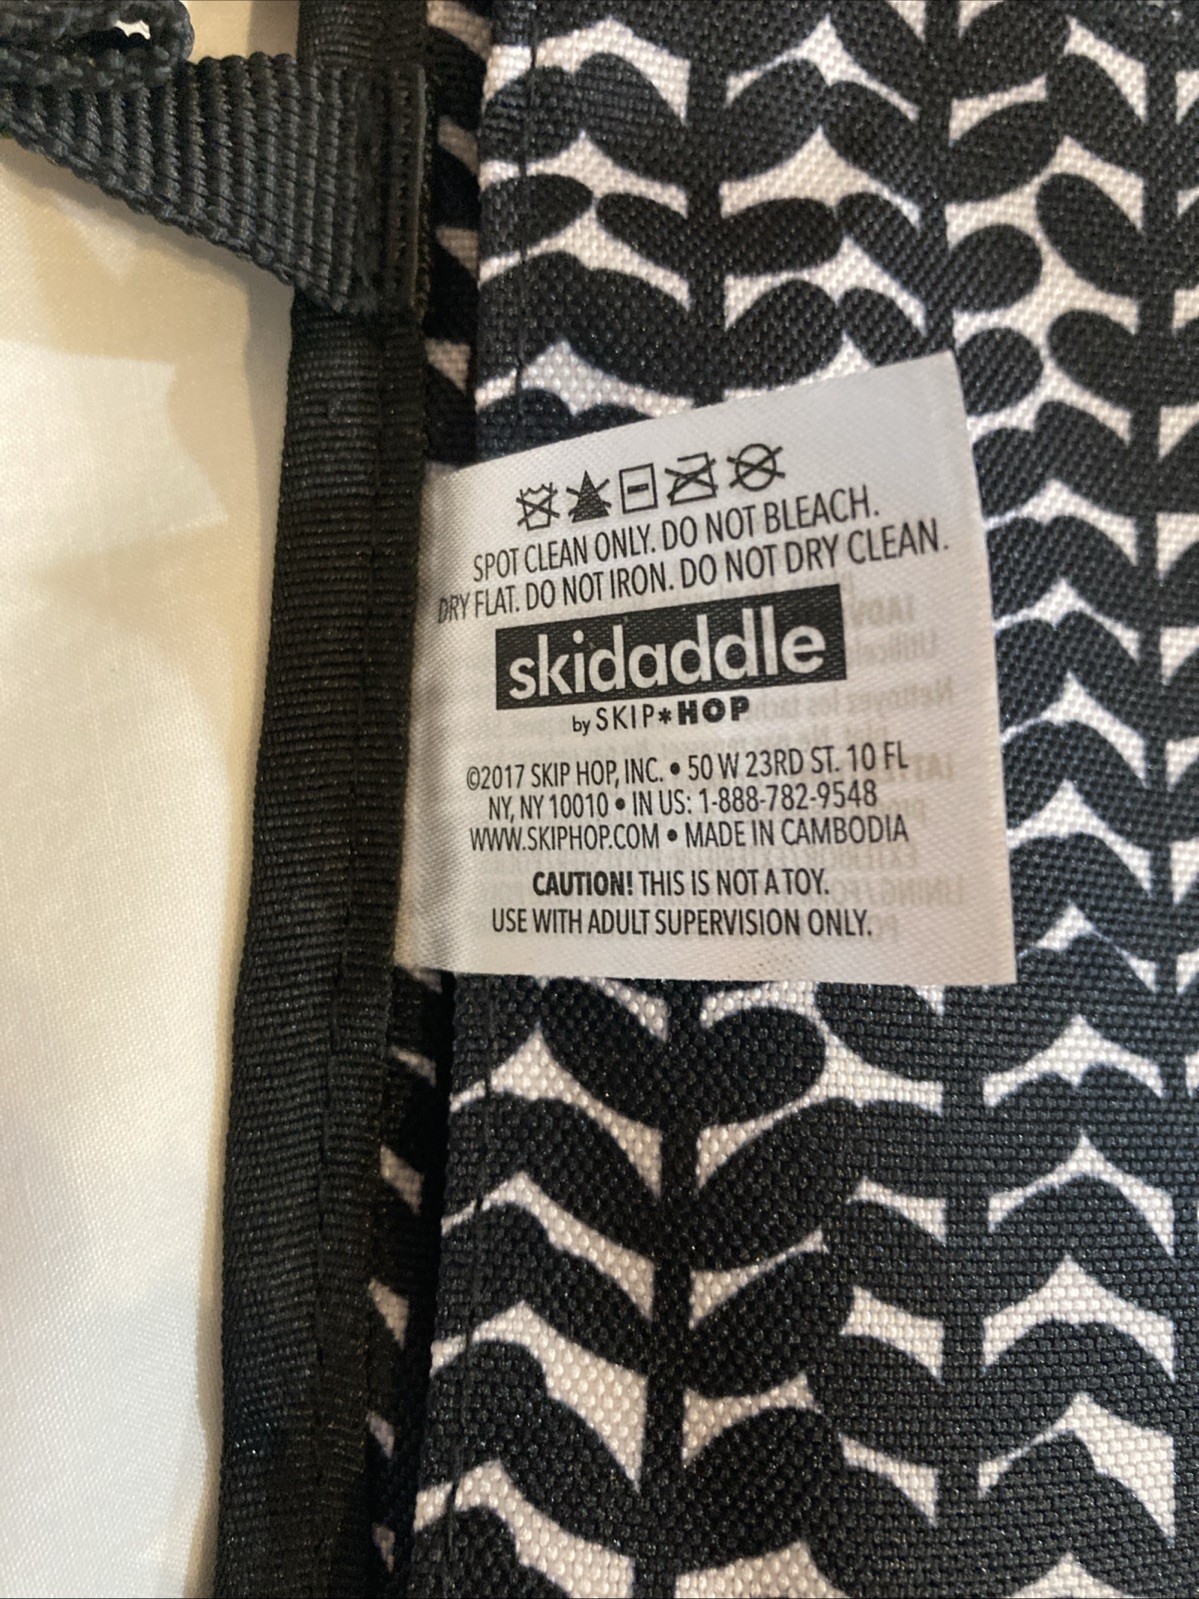 SPOT CLEAN ONLY. DO NOT BLEACH.
DRY FLAT. DO NOT IRON. DO NOT DRY CLEAN.
skidaddle
by SKIP*HOP
©2017 SKIP HOP, INC. • 50 W 23RD ST. 10 FL
NY, NY 10010 • IN US: 1-888-782-9548
WWW.SKIPHOP.COM • MADE IN CAMBODIA
CAUTION! THIS IS NOT A TOY.
USE WITH ADULT SUPERVISION ONLY.